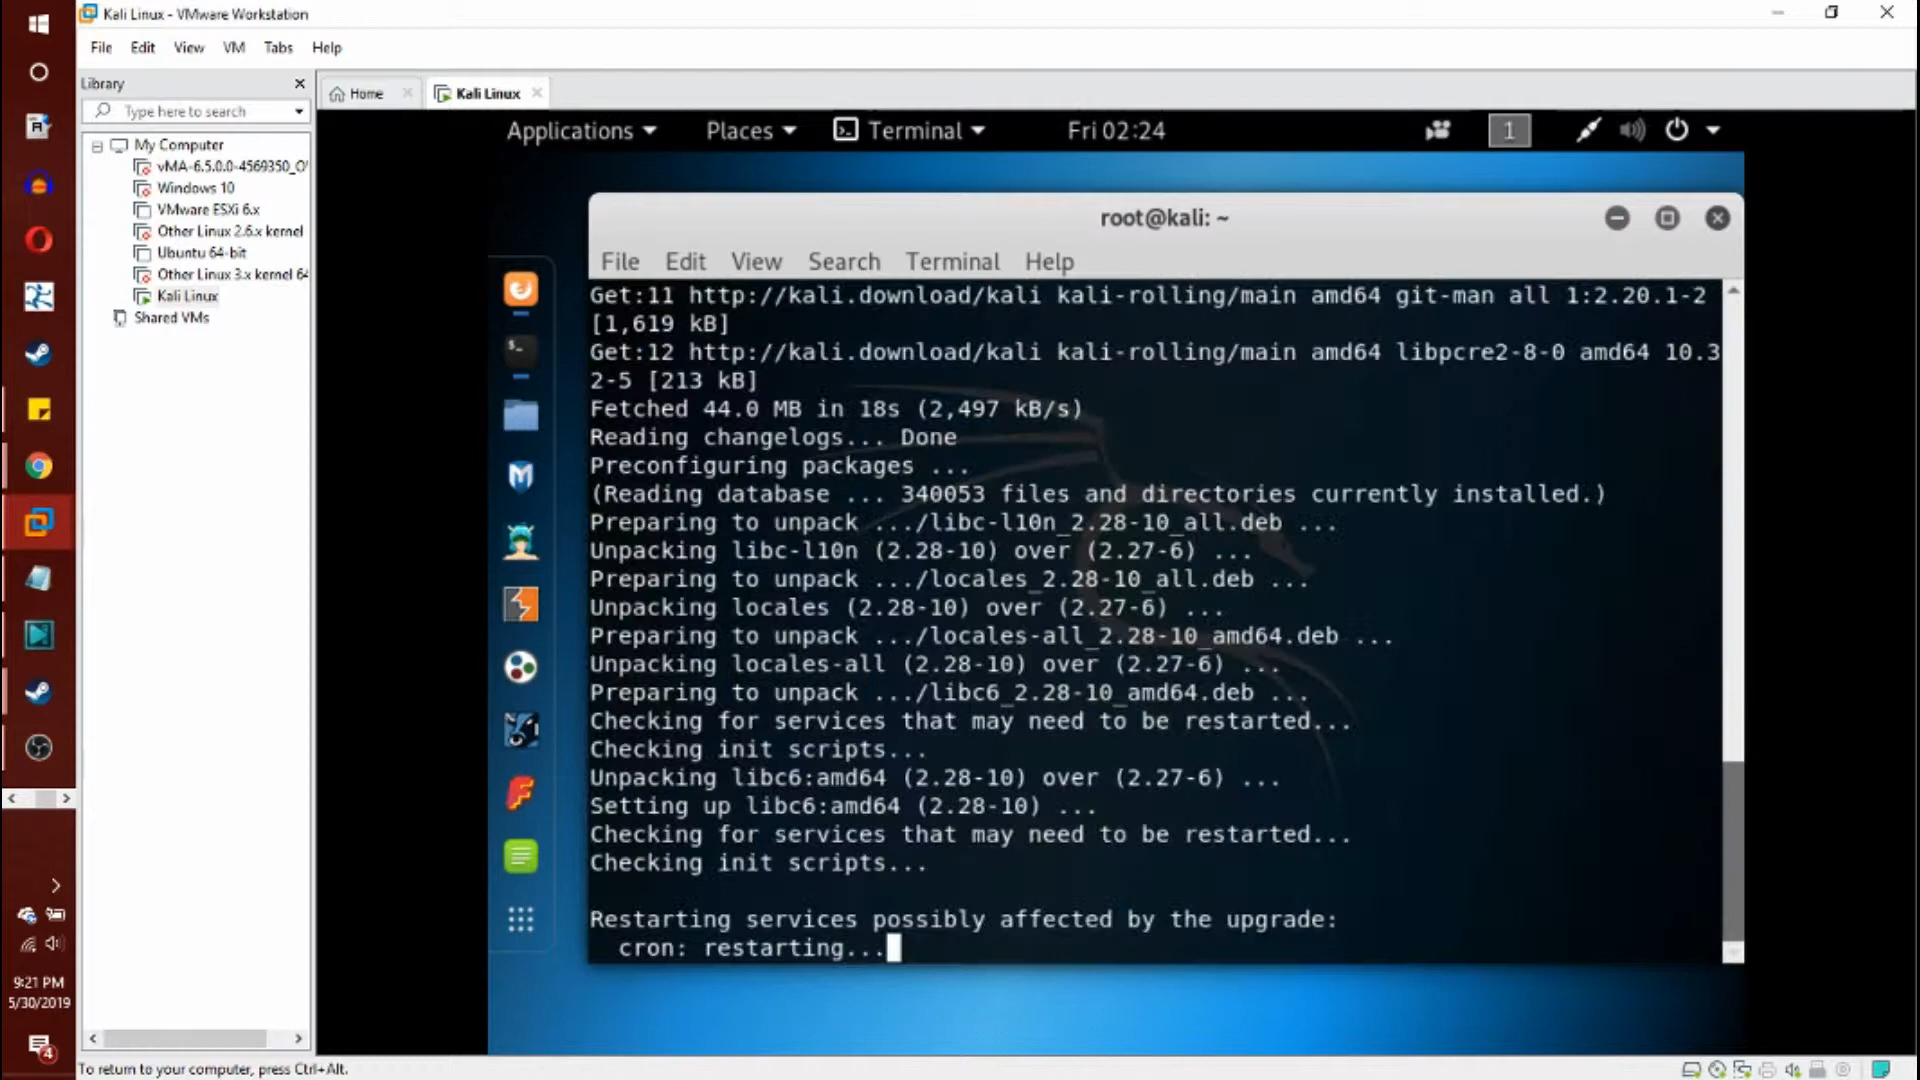 Kali Linux - VMware Workstation
File Edit View VM Tabs Help
Library
Type here to search
My Computer
vMA-6.5.0.0-4569350_O
Windows 10
VMware ESXi 6.x
Other Linux 2.6.x kernel
Ubuntu 64-bit
Other Linux 3.x kernel 64
Kali Linux
Shared VMs
Home
Kali Linux
Applications Places Terminal Fri 02:24 1
root@kali: ~
File Edit View Search Terminal Help
Get:11 http://kali.download/kali kali-rolling/main amd64 git-man all 1:2.20.1-2
[1,619 kB]
Get:12 http://kali.download/kali kali-rolling/main amd64 libpcre2-8-0 amd64 10.3
2-5 [213 kB]
Fetched 44.0 MB in 18s (2,497 kB/s)
Reading changelogs... Done
Preconfiguring packages ...
(Reading database ... 340053 files and directories currently installed.)
Preparing to unpack .../libc-l10n_2.28-10_all.deb ...
Unpacking libc-l10n (2.28-10) over (2.27-6) ...
Preparing to unpack .../locales_2.28-10_all.deb ...
Unpacking locales (2.28-10) over (2.27-6) ...
Preparing to unpack .../locales-all_2.28-10_amd64.deb ...
Unpacking locales-all (2.28-10) over (2.27-6) ...
Preparing to unpack .../libc6_2.28-10_amd64.deb ...
Checking for services that may need to be restarted...
Checking init scripts...
Unpacking libc6:amd64 (2.28-10) over (2.27-6) ...
Setting up libc6:amd64 (2.28-10) ...
Checking for services that may need to be restarted...
Checking init scripts...
Restarting services possibly affected by the upgrade:
cron: restarting...
9:21 PM
5/30/2019
4
To return to your computer, press Ctrl+Alt.